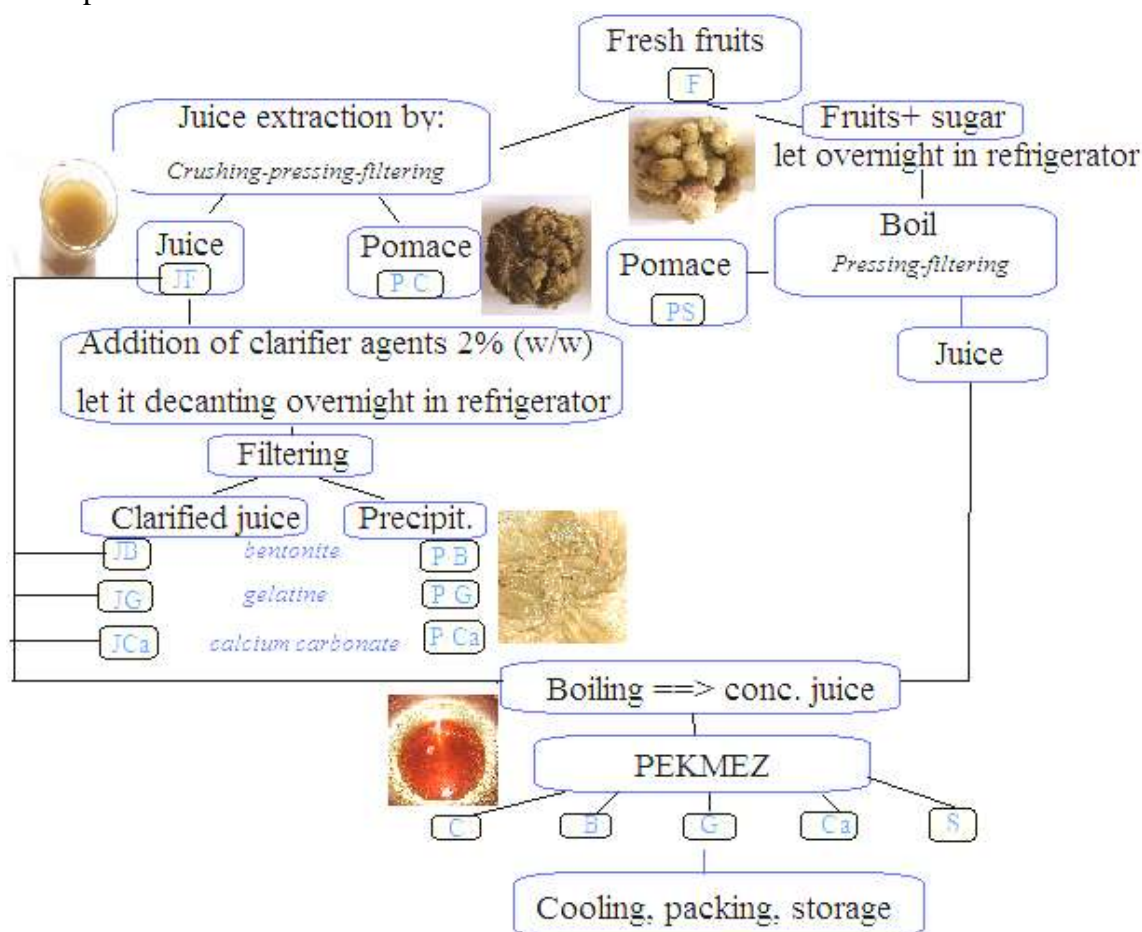 Fresh fruits
F
Juice extraction by:
Crushing-pressing-filtering
Fruits+ sugar
let overnight in refrigerator
Juice
JF
Pomace
P C
Pomace
PS
Boil
Pressing-filtering
Juice
Addition of clarifier agents 2% (w/w)
let it decanting overnight in refrigerator
Filtering
Clarified juice
Precipit.
JB bentonite P B
JG gelatine P G
JCa calcium carbonate P Ca
Boiling ==> conc. juice
PEKMEZ
C B G Ca S
Cooling, packing, storage